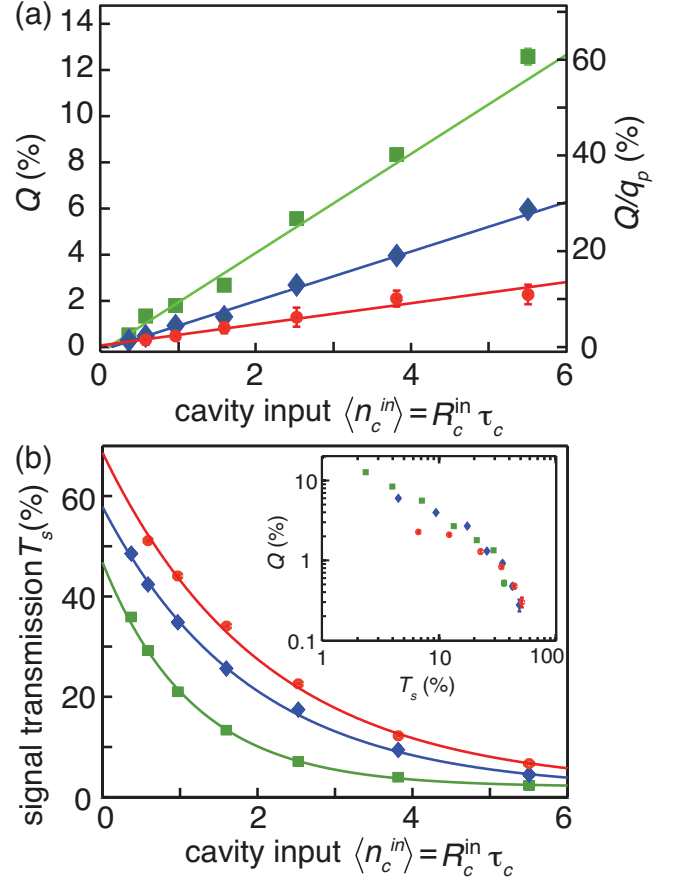 (a)
14
12
10
8
6
4
2
0
Q (%)
60
40
20
0
Q/q_p (%)
0 2 4 6
cavity input ⟨n_c^in⟩ = R_c^in τ_c
(b)
60
40
20
0
signal transmission T_s(%)
10
1
0.1
Q (%)
1 10 100
T_s (%)
0 2 4 6
cavity input ⟨n_c^in⟩ = R_c^in τ_c